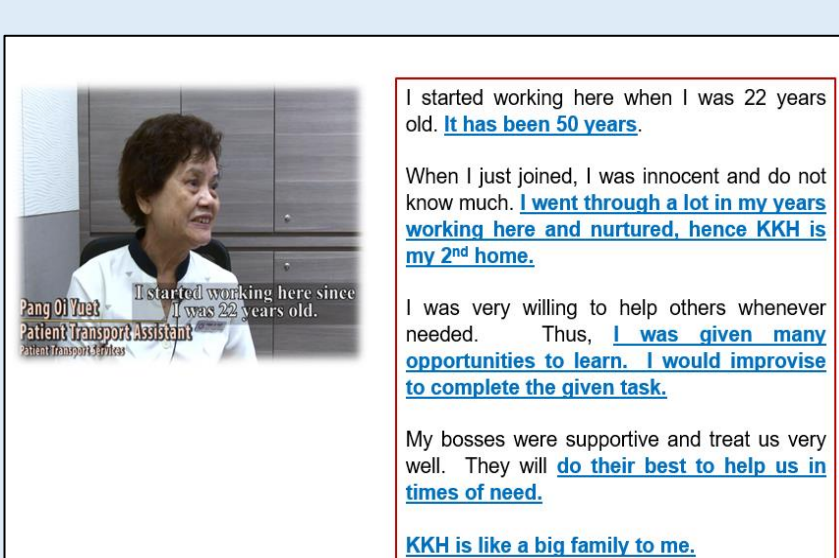 I started working here since
I was 22 years old.
Pang Oi Yuet
Patient Transport Assistant
Patient Transport Services
I started working here when I was 22 years
old. It has been 50 years.
When I just joined, I was innocent and do not
know much. I went through a lot in my years
working here and nurtured, hence KKH is
my 2nd home.
I was very willing to help others whenever
needed. Thus, I was given many
opportunities to learn. I would improvise
to complete the given task.
My bosses were supportive and treat us very
well. They will do their best to help us in
times of need.
KKH is like a big family to me.